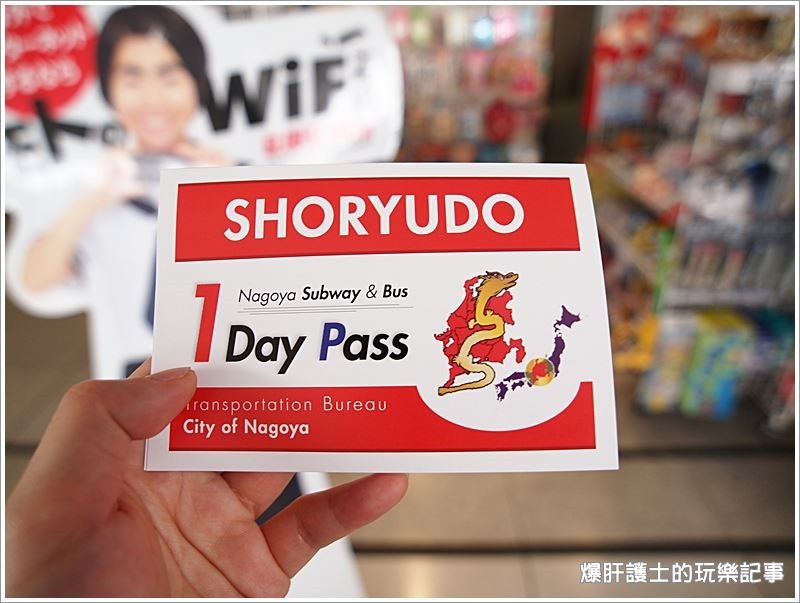 WiF
SHORYUDO
Nagoya Subway & Bus
1 Day Pass
Transportation Bureau
City of Nagoya
爆肝護士的玩樂記事